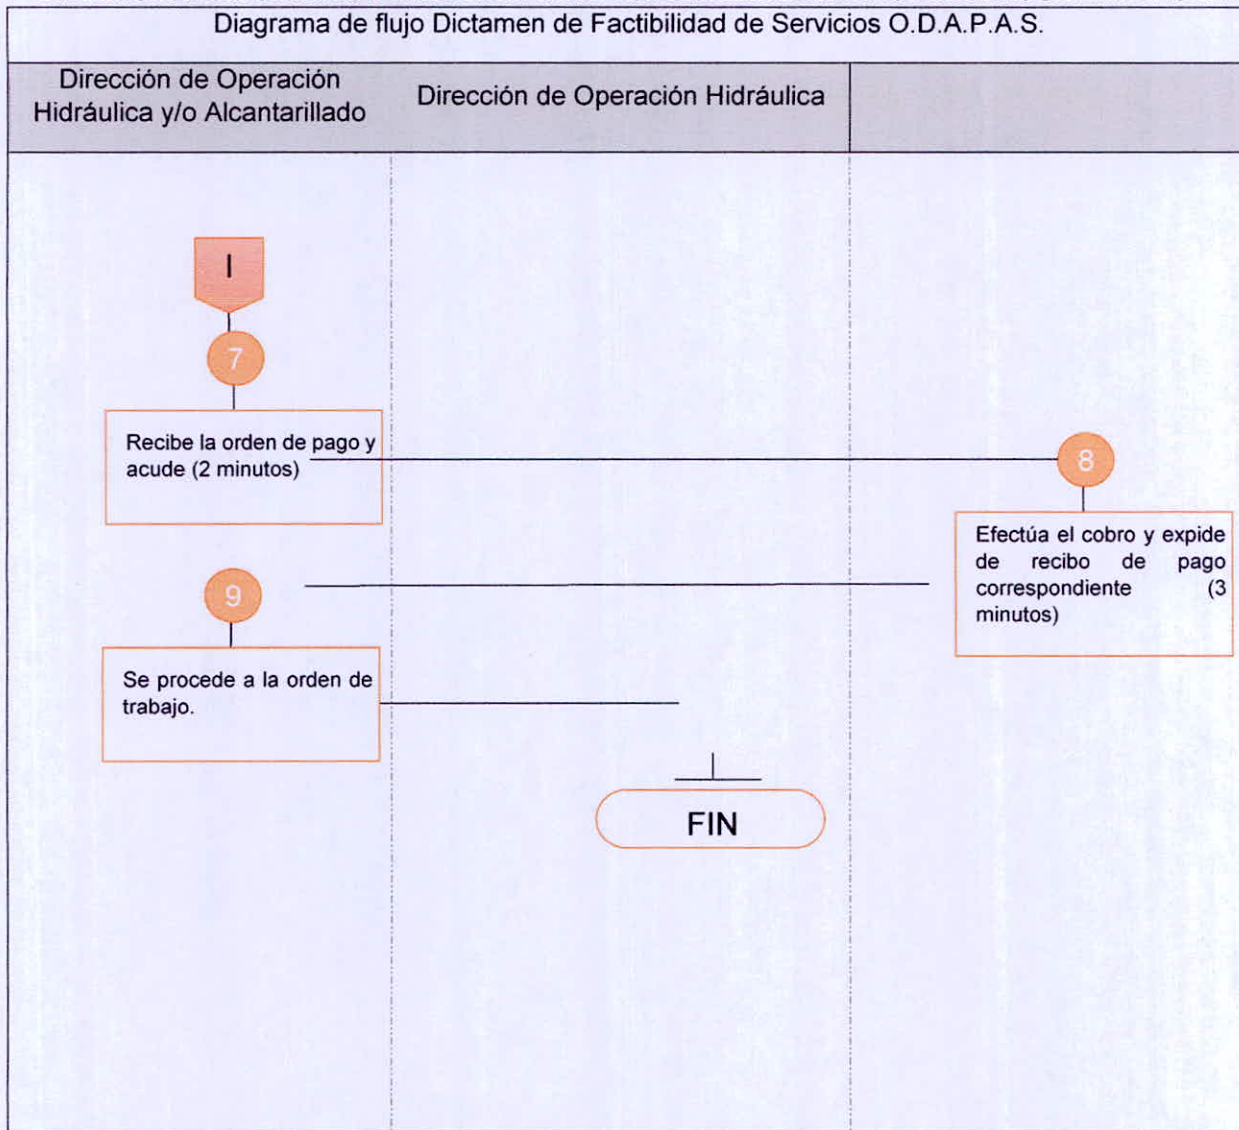 Diagrama de flujo Dictamen de Factibilidad de Servicios O.D.A.P.A.S.
Dirección de Operación
Hidráulica y/o Alcantarillado
Dirección de Operación Hidráulica
I
7
Recibe la orden de pago y
acude (2 minutos)
8
Efectúa el cobro y expide
de recibo de pago
correspondiente (3
minutos)
9
Se procede a la orden de
trabajo.
FIN